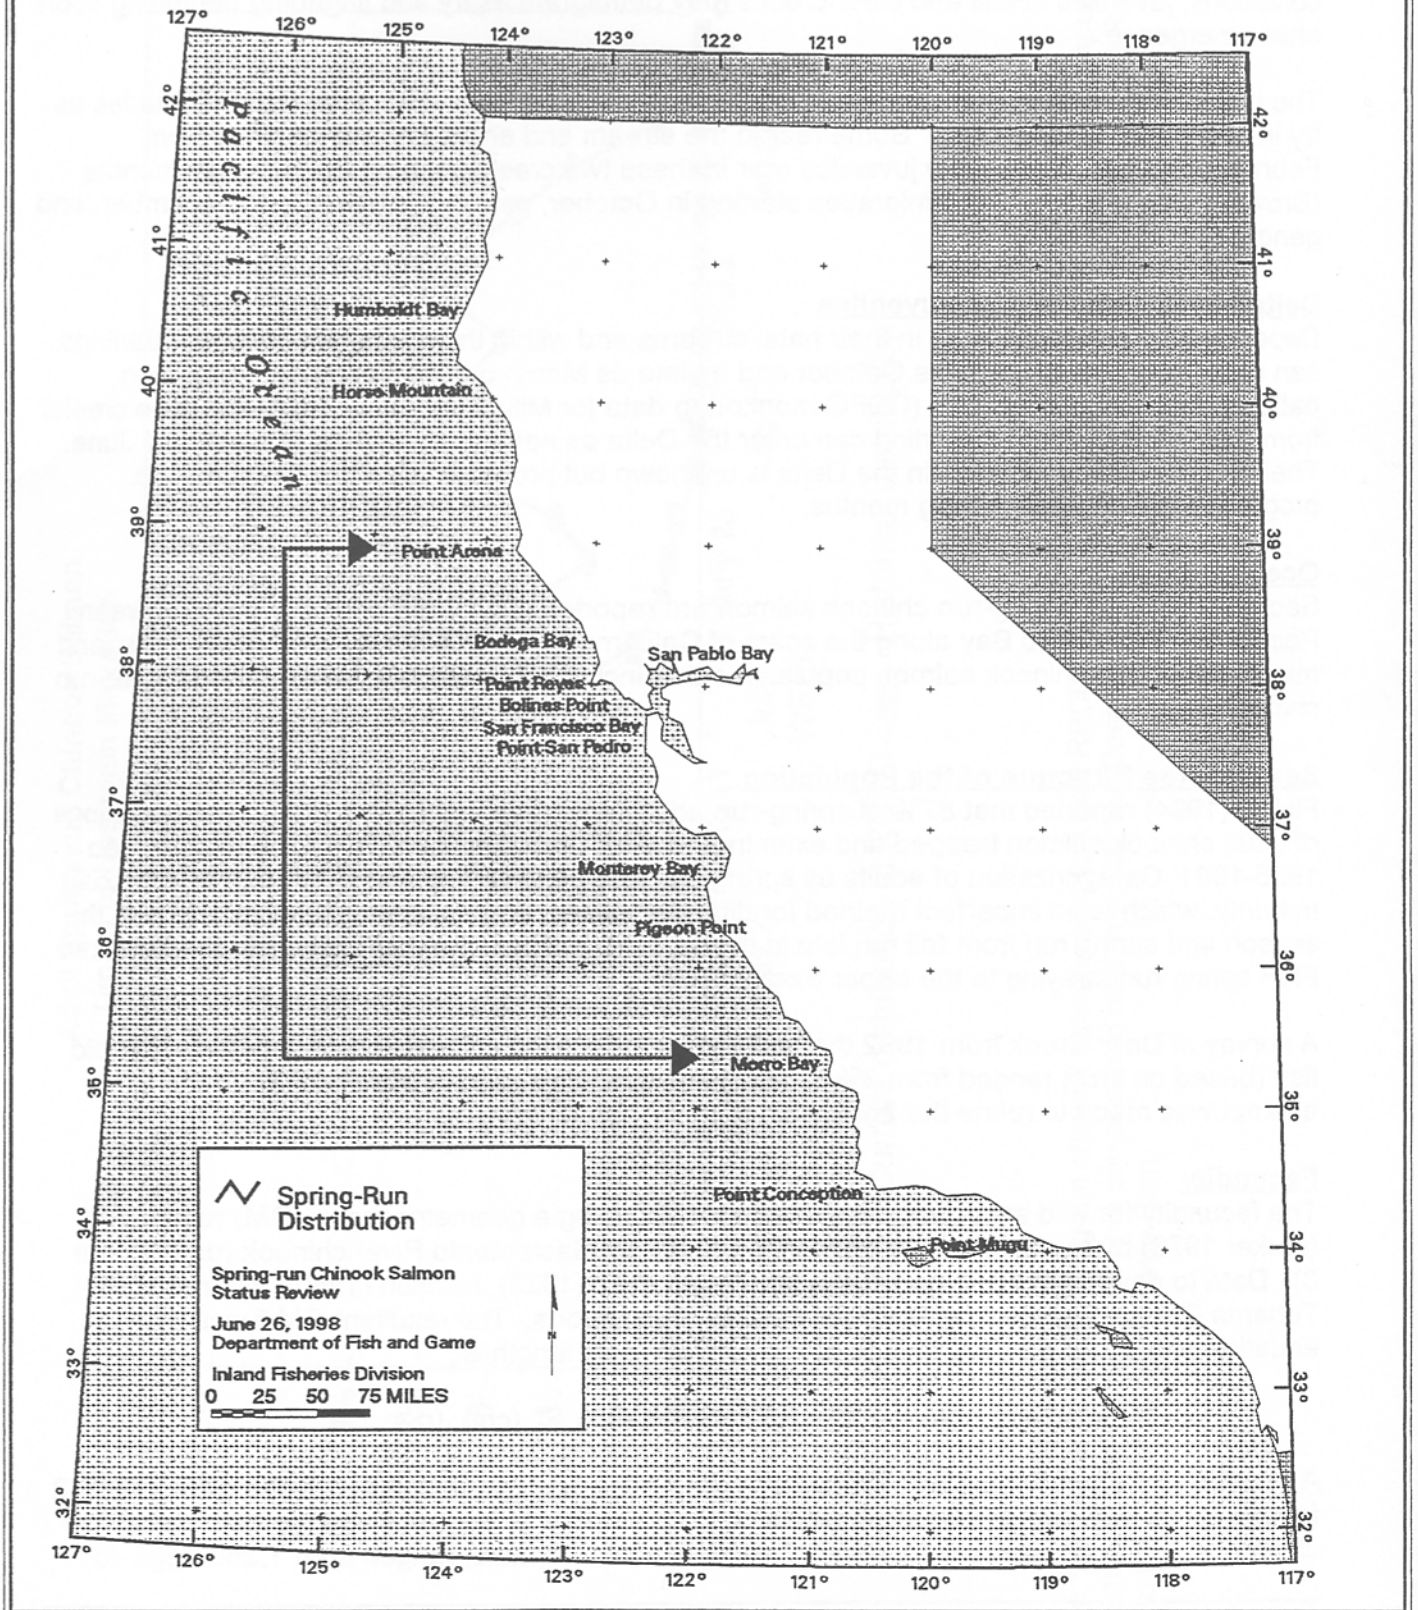 127° 126° 125° 124° 123° 122° 121° 120° 119° 118° 117°
42° 42°
Pacific Ocean
41° 41°
Humboldt Bay
40° 40°
Horse Mountain
39° 39°
Point Arena
Bodega Bay
San Pablo Bay
38° 38°
Point Reyes
Bolinas Point
San Francisco Bay
Point San Pedro
37° 37°
Monterey Bay
Pigeon Point
36° 36°
Morro Bay
35° 35°
Point Conception
34° 34°
Point Mugu
Spring-Run
Distribution
Spring-run Chinook Salmon
Status Review
June 26, 1998
Department of Fish and Game
Inland Fisheries Division
0 25 50 75 MILES
N
33° 33°
32° 32°
127° 126° 125° 124° 123° 122° 121° 120° 119° 118° 117°